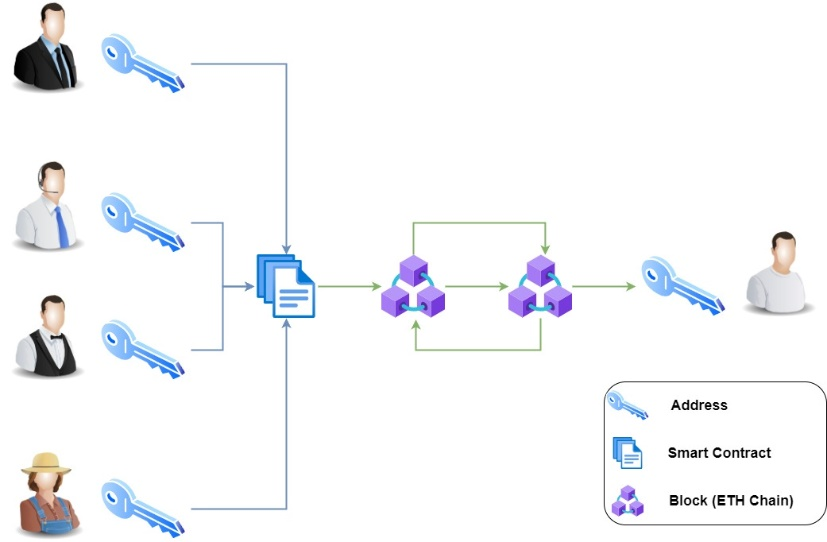 Address
Smart Contract
Block (ETH Chain)